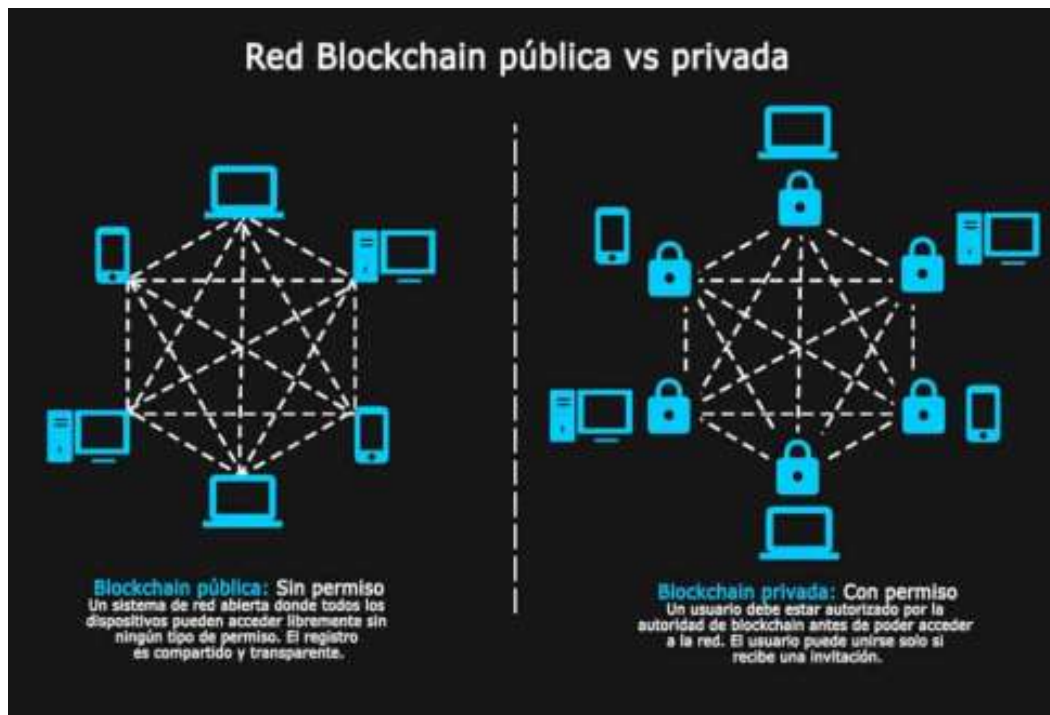 Red Blockchain pública vs privada
Blockchain pública: Sin permiso
Un sistema de red abierta donde todos los
dispositivos pueden acceder libremente sin
ningún tipo de permiso. El registro
es compartido y transparente.
Blockchain privada: Con permiso
Un usuario debe estar autorizado por la
autoridad de blockchain antes de poder acceder
a la red. El usuario puede unirse solo si
recibe una invitación.